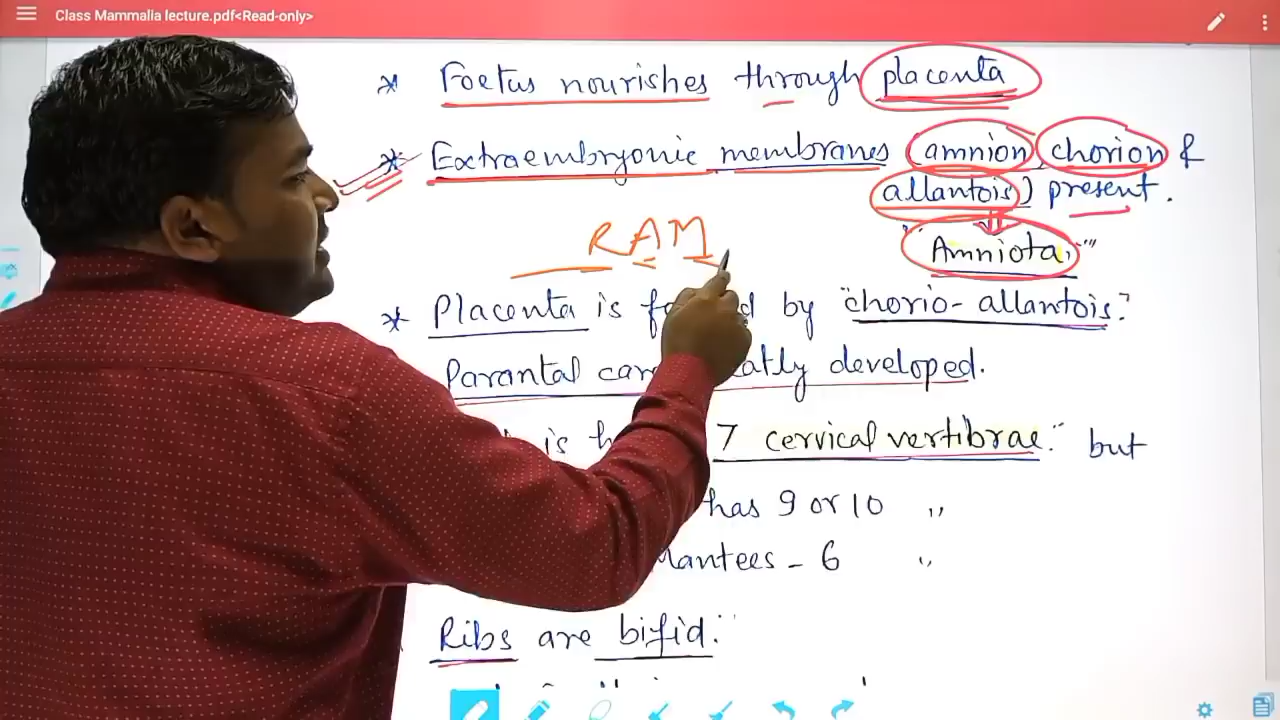 Class Mammalia lecture.pdf<Read-only>
* Foetus nourishes through placenta
* Extraembryonic membranes (amnion, chorion &
allantois) present.
RAM
"Amniota"
* Placenta is by "chorio-allantois".
Parantal developed.
is 7 cervical vertibrae." but
has 9 or 10 "
Mantees - 6 "
Ribs are bifid."